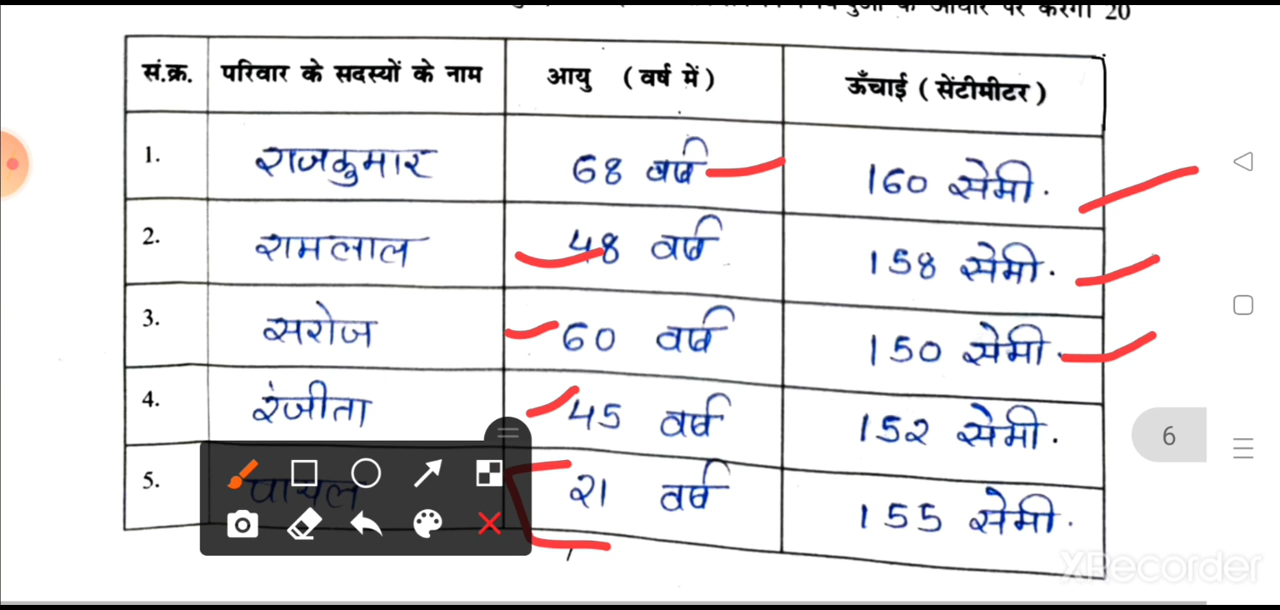 के आधार पर करेंगे 20
सं.क्र. परिवार के सदस्यों के नाम आयु (वर्ष में) ऊँचाई (सेंटीमीटर)
1. राजकुमार 68 वर्ष 160 सेमी.
2. रामलाल 48 वर्ष 158 सेमी.
3. सरोज 60 वर्ष 150 सेमी.
4. रंजीता 45 वर्ष 152 सेमी.
5. पायल 21 वर्ष 155 सेमी.
6
XRecorder